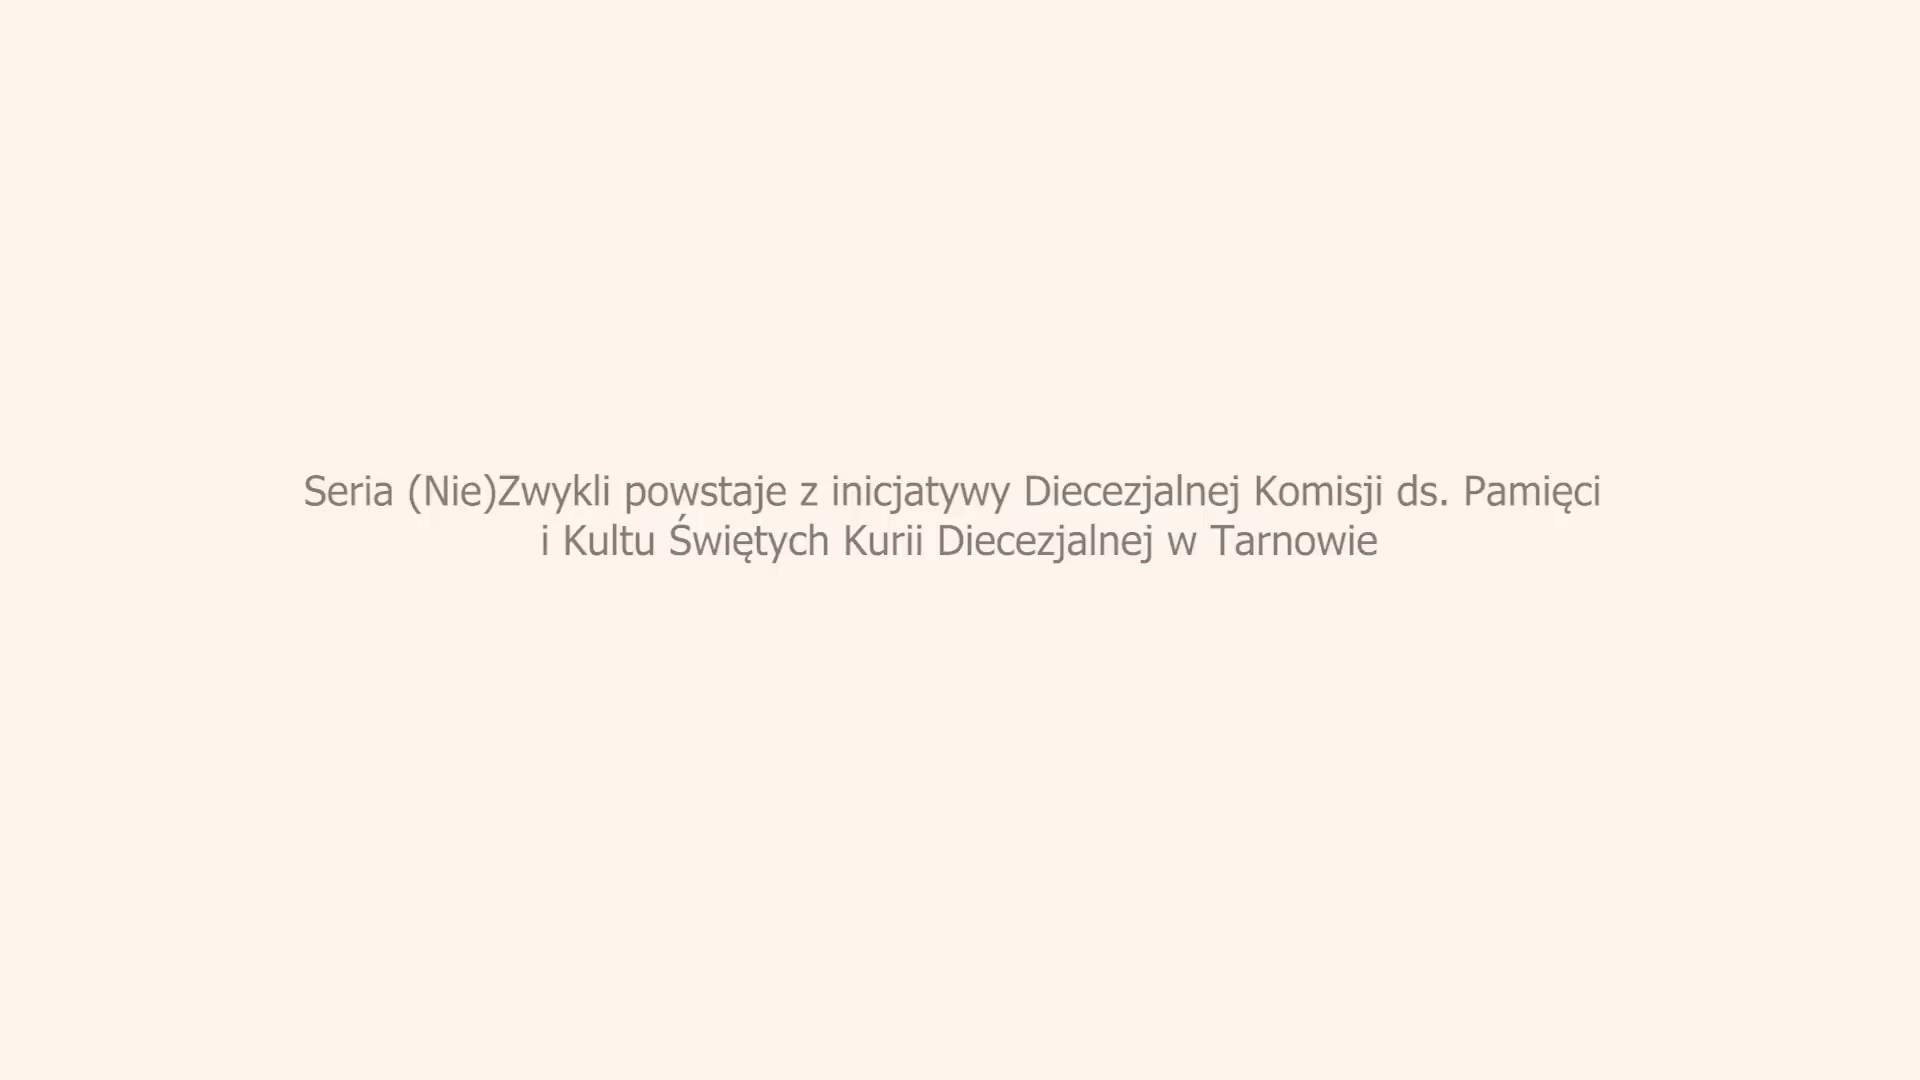 Seria (Nie)Zwykli powstaje z inicjatywy Diecezjalnej Komisji ds. Pamięci
i Kultu Świętych Kurii Diecezjalnej w Tarnowie